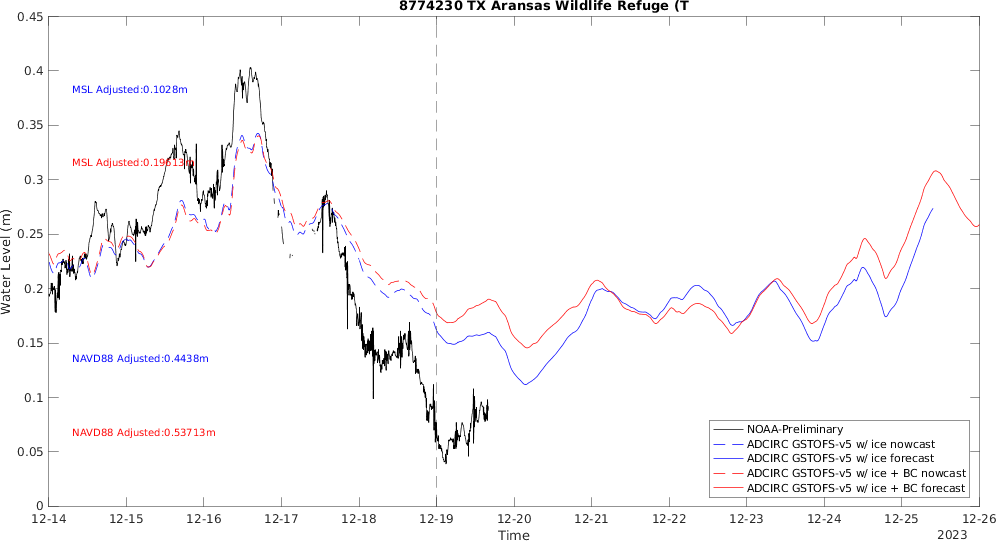 8774230 TX Aransas Wildlife Refuge (T
0.45
0.4
0.35
0.3
0.25
0.2
0.15
0.1
0.05
0
Water Level (m)
MSL Adjusted:0.1028m
MSL Adjusted:0.19613m
NAVD88 Adjusted:0.4438m
NAVD88 Adjusted:0.53713m
NOAA-Preliminary
ADCIRC GSTOFS-v5 w/ ice nowcast
ADCIRC GSTOFS-v5 w/ ice forecast
ADCIRC GSTOFS-v5 w/ ice + BC nowcast
ADCIRC GSTOFS-v5 w/ ice + BC forecast
12-14 12-15 12-16 12-17 12-18 12-19 12-20 12-21 12-22 12-23 12-24 12-25 12-26
Time
2023